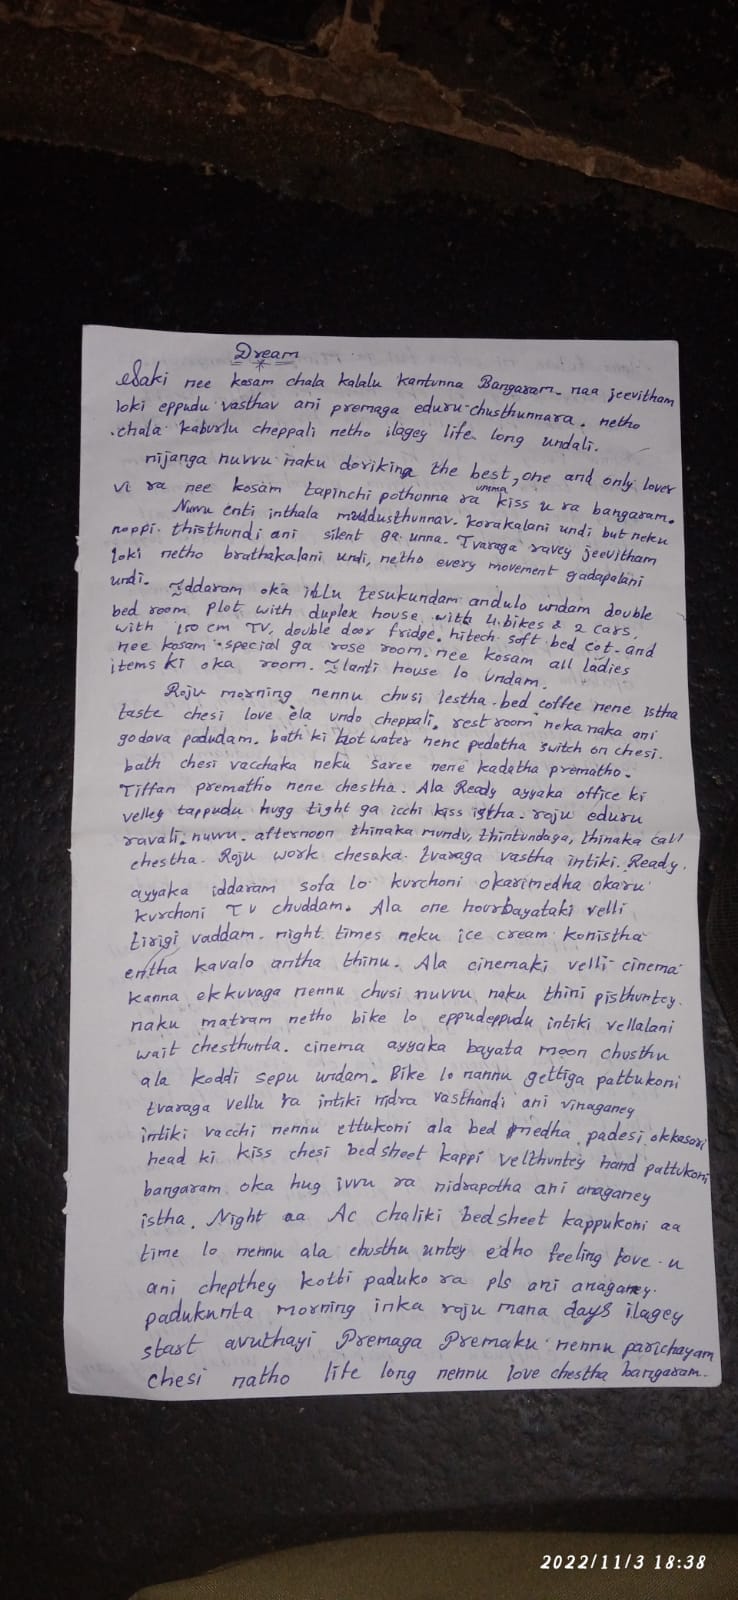 Dream
Saki nee kosam chala kalalu kantunna Bangaram. naa jeevitham
loki eppudu vasthav ani premaga eduru chusthunnara. netho
chala kaburlu cheppali netho ilagey life long undali.
nijanga nuvvu naku doriking the best, one and only lover
vi ra nee kosam tapinchi pothunna ra umma kiss u ra bangaram.
Nuvu enti inthala muddusthunnav. korakalani undi but neku
noppi thisthundi ani silent ga unna. Tvaraga ravey jeevitham
loki netho brathakalani undi, netho every movement gadapalani
undi. Iddaram oka illu tesukundam andulo undam double
bed room plot with duplex house with 4 bikes & 2 cars,
with 150 cm TV, double door fridge, hitech soft bed cot. and
nee kosam special ga rose room. nee kosam all ladies
items ki oka room. Ilanti house lo undam.
Roju morning nennu chusi lestha. bed coffee nene istha
taste chesi love ela undo cheppali. rest room neka naka ani
godava padudam. bath ki hot water nene pedatha switch on chesi.
bath chesi vacchaka neku saree nene kadatha prematho.
Tiffan prematho nene chestha. Ala Ready ayyaka office ki
velley tappudu hugg tight ga icchi kiss istha. roju eduru
ravali. nuvu. afternoon thinaka mundu, thintundaga, thinaka call
chestha. Roju work chesaka tvaraga vastha intiki. Ready
ayyaka iddaram sofa lo kurchoni okarimedha okaru
kurchoni TV chuddam. Ala one hour bayataki velli
tirigi vaddam. night times neku ice cream konistha
entha kavalo antha thinu. Ala cinemaki velli cinema
kanna ekkuvaga nennu chusi nuvvu naku thini pisthuntey
naku matram netho bike lo eppudeppudu intiki vellalani
wait chesthunta. cinema ayyaka bayata moon chusthu
ala koddi sepu undam. Bike lo nannu gettiga pattukoni
tvaraga vellu ra intiki nidra vasthandi ani vinaganey
intiki vacchi nennu ettukoni ala bed medha padesi okkasari
head ki kiss chesi bedsheet kappi velthuntey hand pattukoni
bangaram oka hug ivvu ra nidrapotha ani anaganey
istha. Night aa Ac chaliki bedsheet kappukoni aa
time lo nennu ala chusthu untey edho feeling love u
ani chepthey kotti paduko ra pls ani anaganey.
padukunta morning inka roju mana days ilagey
start avuthayi Premaga Premaku nennu parichayam
chesi natho life long nennu love chestha bangaram.
2022/11/3 18:38